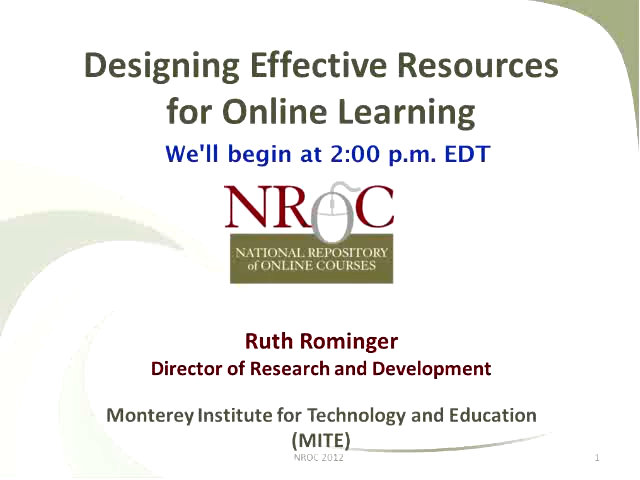 Designing Effective Resources
for Online Learning
We'll begin at 2:00 p.m. EDT
NROC
NATIONAL REPOSITORY
of ONLINE COURSES
Ruth Rominger
Director of Research and Development
Monterey Institute for Technology and Education
(MITE)
NROC 2012
1